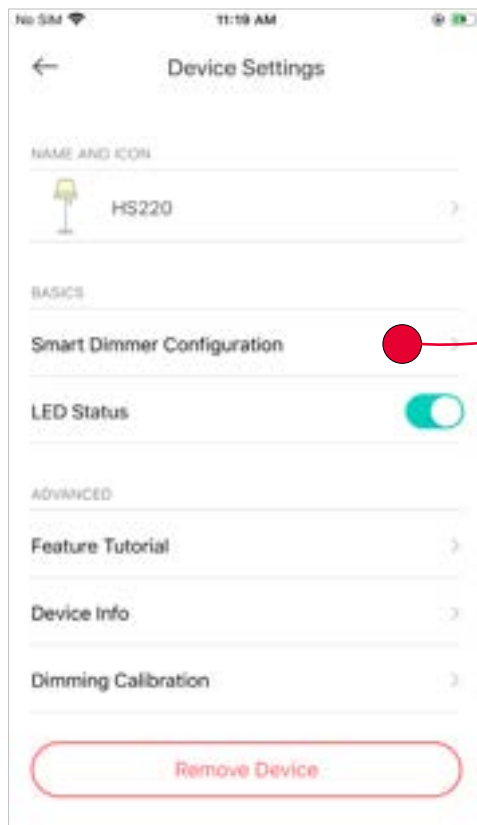 No SIM 11:19 AM
Device Settings
NAME AND ICON
HS220
BASICS
Smart Dimmer Configuration
LED Status
ADVANCED
Feature Tutorial
Device Info
Dimming Calibration
Remove Device